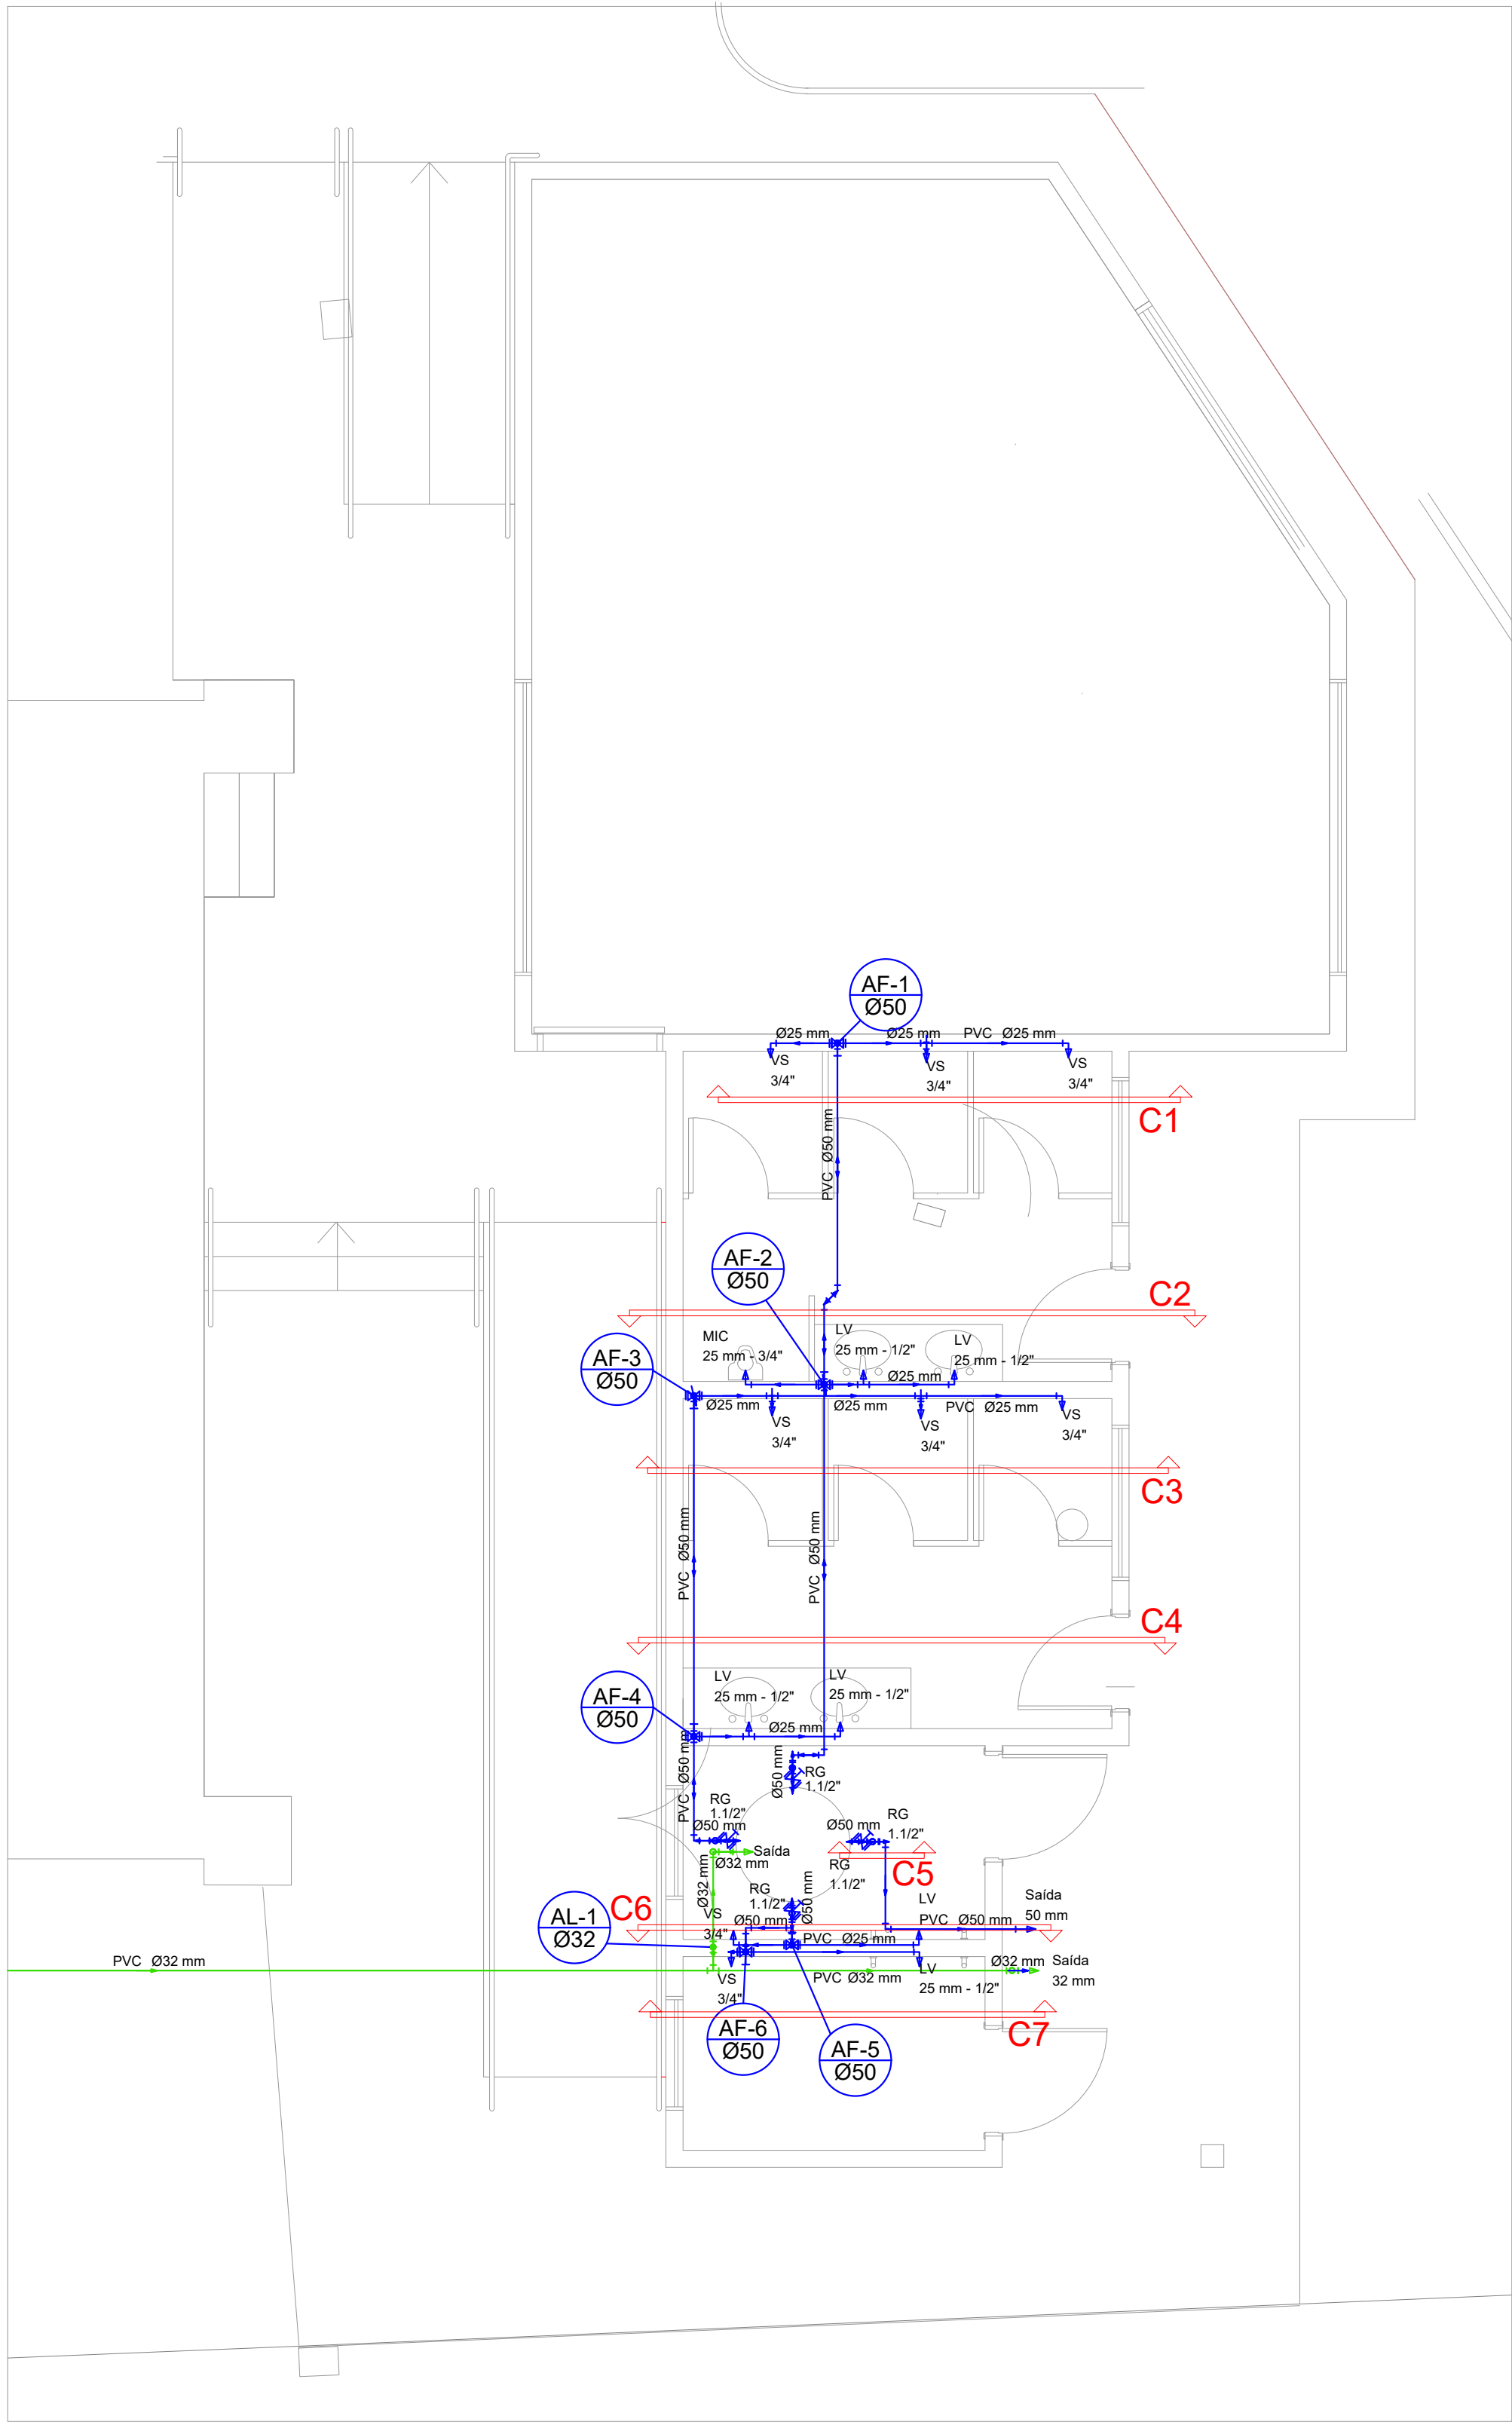 AF-1
Ø50
Ø25 mm
Ø25 mm
PVC Ø25 mm
VS
3/4"
VS
3/4"
VS
3/4"
C1
PVC Ø50 mm
AF-2
Ø50
C2
MIC
25 mm - 3/4"
LV
25 mm - 1/2"
LV
25 mm - 1/2"
AF-3
Ø50
Ø25 mm
Ø25 mm
Ø25 mm
PVC Ø25 mm
VS
3/4"
VS
3/4"
VS
3/4"
C3
PVC Ø50 mm
PVC Ø50 mm
C4
LV
25 mm - 1/2"
LV
25 mm - 1/2"
AF-4
Ø50
Ø25 mm
PVC Ø50 mm
Ø50 mm
RG
1.1/2"
RG
1.1/2"
Ø50 mm
Ø50 mm
RG
1.1/2"
Saída
Ø32 mm
Ø32 mm
RG
1.1/2"
C5
RG
1.1/2"
Ø50 mm
C6
VS
3/4"
Ø50 mm
LV
PVC Ø50 mm
Saída
50 mm
AL-1
Ø32
PVC Ø25 mm
PVC Ø32 mm
Ø32 mm
Saída
32 mm
VS
3/4"
PVC Ø32 mm
LV
25 mm - 1/2"
C7
AF-6
Ø50
AF-5
Ø50